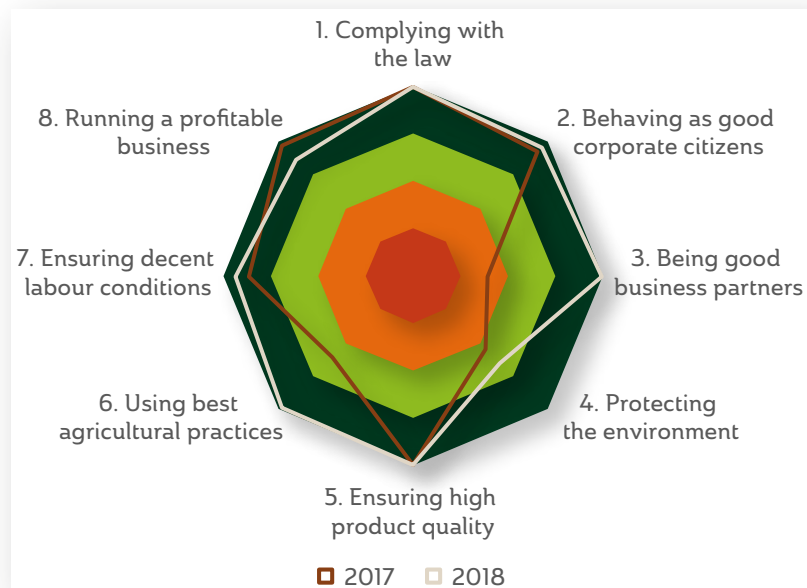 1. Complying with
the law
2. Behaving as good
corporate citizens
3. Being good
business partners
4. Protecting
the environment
5. Ensuring high
product quality
6. Using best
agricultural practices
7. Ensuring decent
labour conditions
8. Running a profitable
business
2017
2018